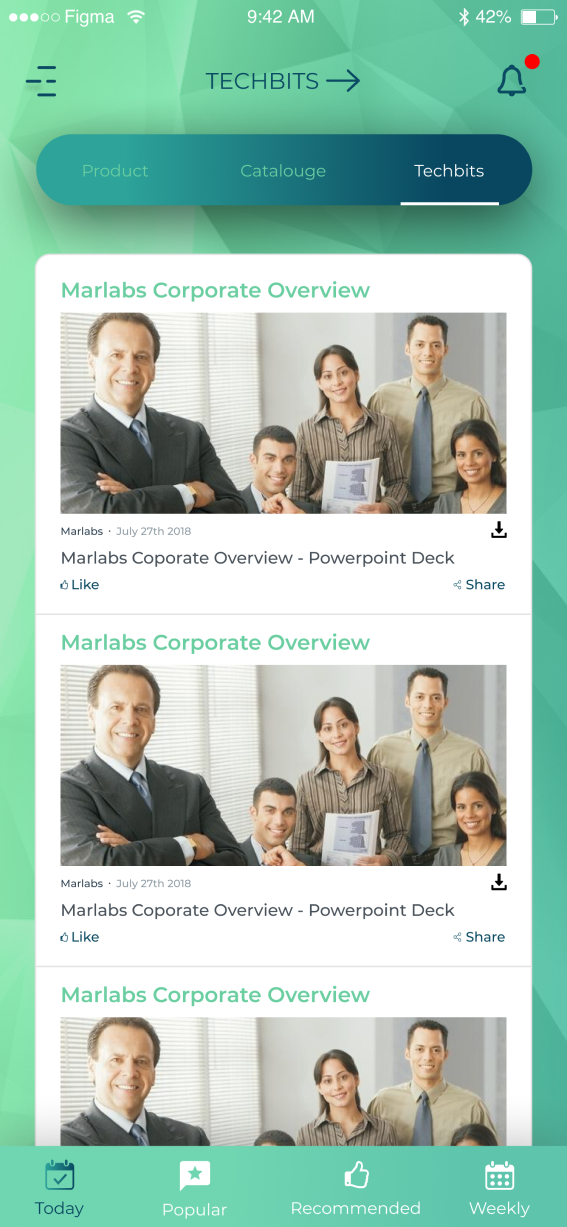 Figma 9:42 AM 42%
TECHBITS
Product Catalouge Techbits
Marlabs Corporate Overview
Marlabs · July 27th 2018
Marlabs Coporate Overview - Powerpoint Deck
Like Share
Marlabs Corporate Overview
Marlabs · July 27th 2018
Marlabs Coporate Overview - Powerpoint Deck
Like Share
Marlabs Corporate Overview
Today Popular Recommended Weekly